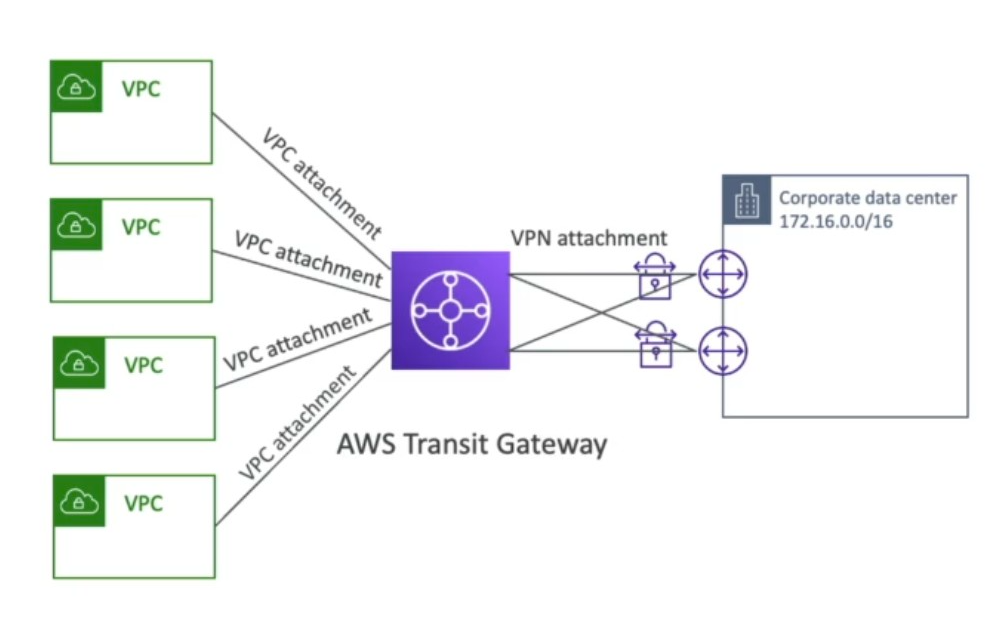 VPC
VPC attachment
VPC
VPC attachment
VPC
VPC attachment
VPC
VPC attachment
AWS Transit Gateway
VPN attachment
Corporate data center
172.16.0.0/16